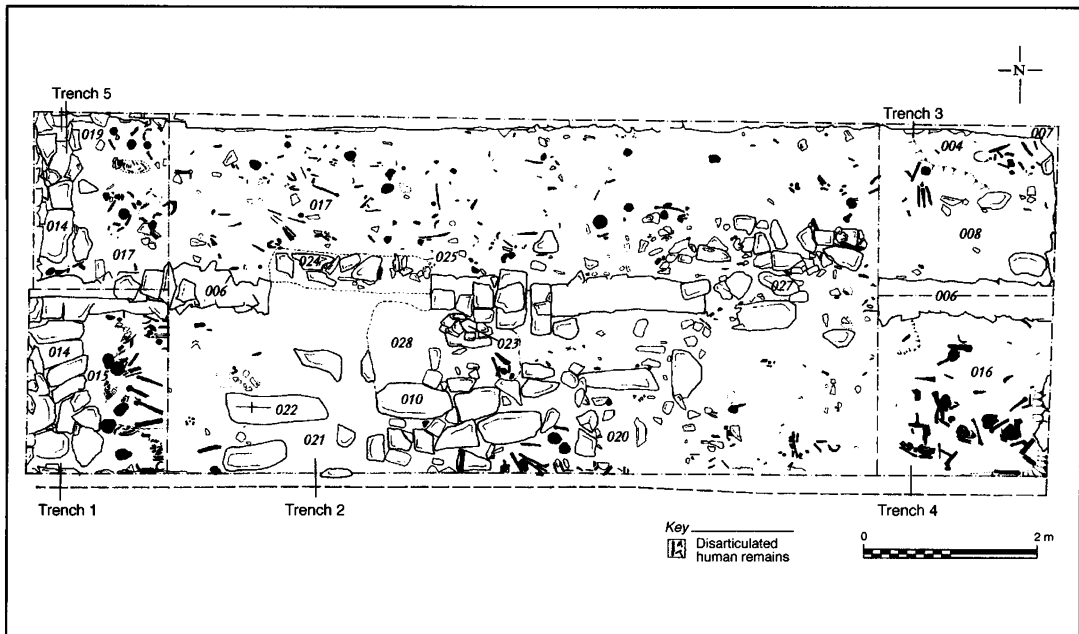 N
Trench 5
Trench 3
019
007
004
014
017
008
017
024
025
006
027
006
014
015
028
023
016
010
022
021
020
Trench 1
Trench 2
Trench 4
Key
Disarticulated
human remains
0 2 m